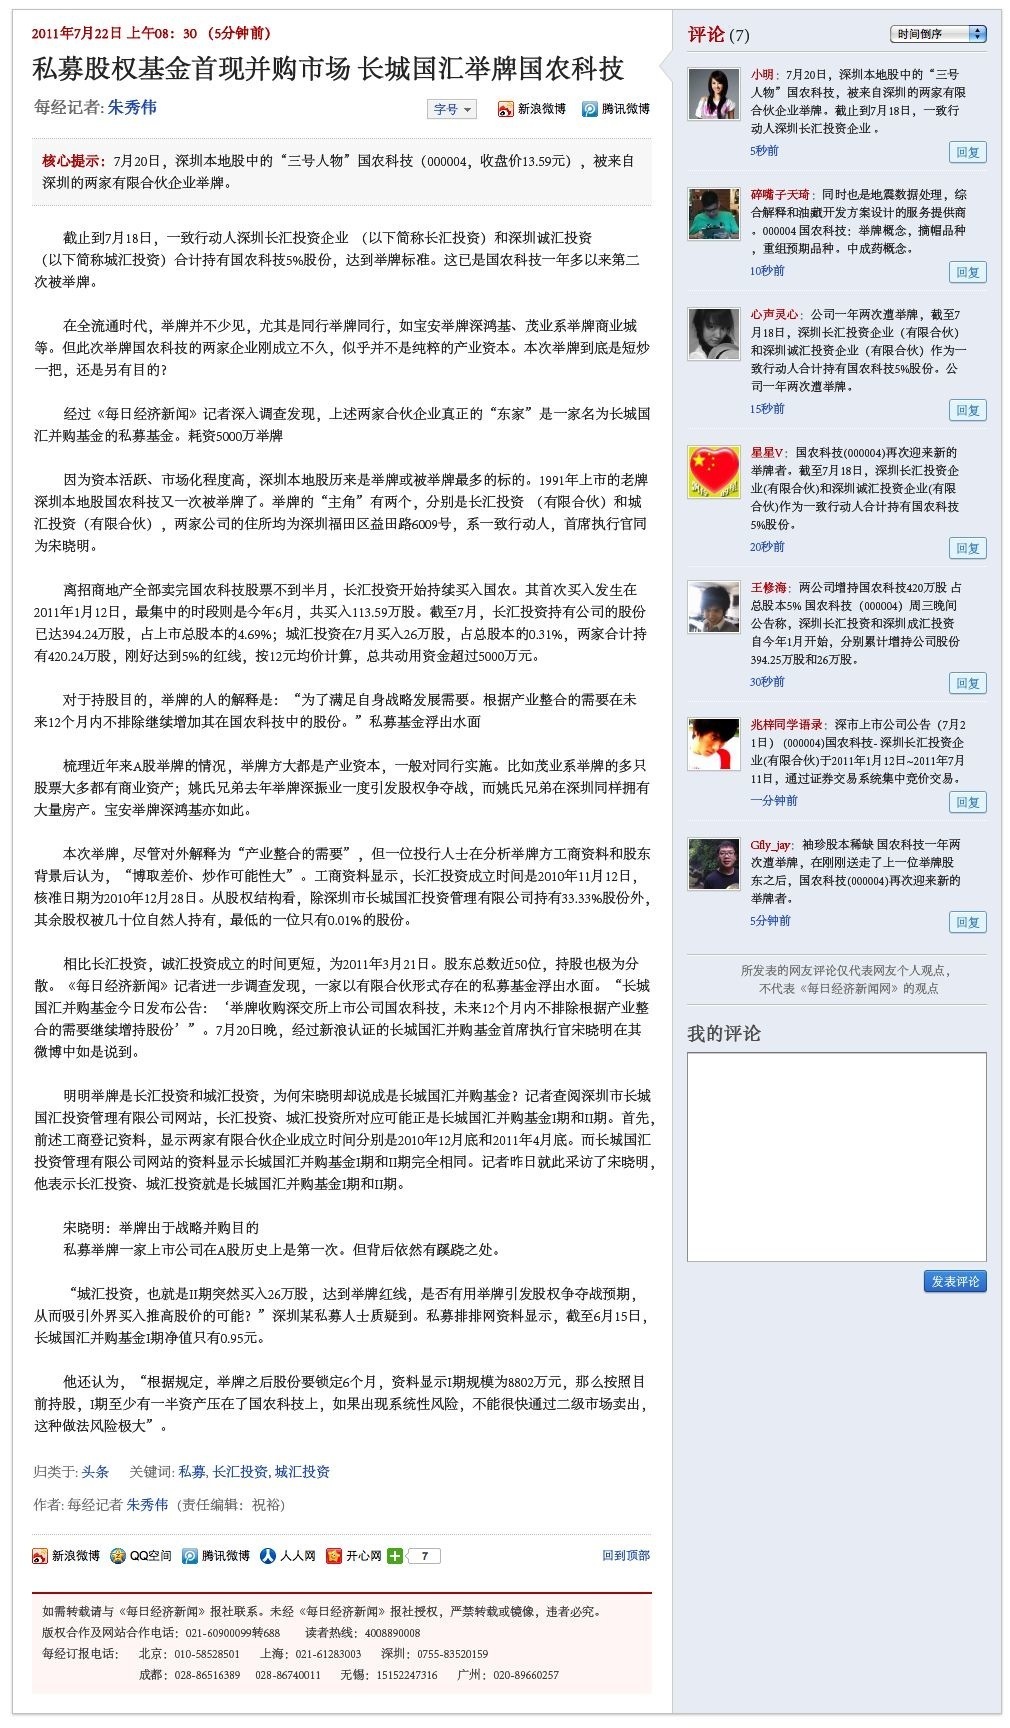 2011年7月22日 上午08：30 （5分钟前）
私募股权基金首现并购市场 长城国汇举牌国农科技
每经记者: 朱秀伟
字号
新浪微博
腾讯微博
核心提示：7月20日，深圳本地股中的“三号人物”国农科技（000004，收盘价13.59元），被来自
深圳的两家有限合伙企业举牌。
截止到7月18日，一致行动人深圳长汇投资企业 （以下简称长汇投资）和深圳诚汇投资
（以下简称城汇投资）合计持有国农科技5%股份，达到举牌标准。这已是国农科技一年多以来第二
次被举牌。
在全流通时代，举牌并不少见，尤其是同行举牌同行，如宝安举牌深鸿基、茂业系举牌商业城
等。但此次举牌国农科技的两家企业刚成立不久，似乎并不是纯粹的产业资本。本次举牌到底是短炒
一把，还是另有目的?
经过《每日经济新闻》记者深入调查发现，上述两家合伙企业真正的“东家”是一家名为长城国
汇并购基金的私募基金。耗资5000万举牌
因为资本活跃、市场化程度高，深圳本地股历来是举牌或被举牌最多的标的。1991年上市的老牌
深圳本地股国农科技又一次被举牌了。举牌的“主角”有两个，分别是长汇投资 （有限合伙）和城
汇投资（有限合伙），两家公司的住所均为深圳福田区益田路6009号，系一致行动人，首席执行官同
为宋晓明。
离招商地产全部卖完国农科技股票不到半月，长汇投资开始持续买入国农。其首次买入发生在
2011年1月12日，最集中的时段则是今年6月，共买入113.59万股。截至7月，长汇投资持有公司的股份
已达394.24万股，占上市总股本的4.69%；城汇投资在7月买入26万股，占总股本的0.31%，两家合计持
有420.24万股，刚好达到5%的红线，按12元均价计算，总共动用资金超过5000万元。
对于持股目的，举牌的人的解释是：“为了满足自身战略发展需要。根据产业整合的需要在未
来12个月内不排除继续增加其在国农科技中的股份。”私募基金浮出水面
梳理近年来A股举牌的情况，举牌方大都是产业资本，一般对同行实施。比如茂业系举牌的多只
股票大多都有商业资产；姚氏兄弟去年举牌深振业一度引发股权争夺战，而姚氏兄弟在深圳同样拥有
大量房产。宝安举牌深鸿基亦如此。
本次举牌，尽管对外解释为“产业整合的需要”，但一位投行人士在分析举牌方工商资料和股东
背景后认为，“博取差价、炒作可能性大”。工商资料显示，长汇投资成立时间是2010年11月12日，
核准日期为2010年12月28日。从股权结构看，除深圳市长城国汇投资管理有限公司持有33.33%股份外，
其余股权被几十位自然人持有，最低的一位只有0.01%的股份。
相比长汇投资，诚汇投资成立的时间更短，为2011年3月21日。股东总数近50位，持股也极为分
散。《每日经济新闻》记者进一步调查发现，一家以有限合伙形式存在的私募基金浮出水面。“长城
国汇并购基金今日发布公告：‘举牌收购深交所上市公司国农科技，未来12个月内不排除根据产业整
合的需要继续增持股份’”。7月20日晚，经过新浪认证的长城国汇并购基金首席执行官宋晓明在其
微博中如是说到。
明明举牌是长汇投资和城汇投资，为何宋晓明却说成是长城国汇并购基金？记者查阅深圳市长城
国汇投资管理有限公司网站，长汇投资、城汇投资所对应可能正是长城国汇并购基金I期和II期。首先，
前述工商登记资料，显示两家有限合伙企业成立时间分别是2010年12月底和2011年4月底。而长城国汇
投资管理有限公司网站的资料显示长城国汇并购基金I期和II期完全相同。记者昨日就此采访了宋晓明，
他表示长汇投资、城汇投资就是长城国汇并购基金I期和II期。
宋晓明：举牌出于战略并购目的
私募举牌一家上市公司在A股历史上是第一次。但背后依然有蹊跷之处。
“城汇投资，也就是II期突然买入26万股，达到举牌红线，是否有用举牌引发股权争夺战预期，
从而吸引外界买入推高股价的可能？”深圳某私募人士质疑到。私募排排网资料显示，截至6月15日，
长城国汇并购基金I期净值只有0.95元。
他还认为，“根据规定，举牌之后股份要锁定6个月，资料显示I期规模为8802万元，那么按照目
前持股，I期至少有一半资产压在了国农科技上，如果出现系统性风险，不能很快通过二级市场卖出，
这种做法风险极大”。
归类于: 头条 关键词: 私募, 长汇投资, 城汇投资
作者: 每经记者 朱秀伟（责任编辑：祝裕）
新浪微博 QQ空间 腾讯微博 人人网 开心网 7 回到顶部
如需转载请与《每日经济新闻》报社联系。未经《每日经济新闻》报社授权，严禁转载或镜像，违者必究。
版权合作及网站合作电话：021-60900099转688 读者热线：4008890008
每经订报电话： 北京：010-58528501 上海：021-61283003 深圳：0755-83520159
成都：028-86516389 028-86740011 无锡：15152247316 广州：020-89660257
评论 (7)
时间倒序
小明：7月20日，深圳本地股中的“三号
人物”国农科技，被来自深圳的两家有限
合伙企业举牌。截止到7月18日，一致行
动人深圳长汇投资企业 。
5秒前
回复
碎嘴子天琦：同时也是地震数据处理，综
合解释和油藏开发方案设计的服务提供商
。000004 国农科技：举牌概念，摘帽品种
，重组预期品种。中成药概念。
10秒前
回复
心声灵心：公司一年两次遭举牌，截至7
月18日，深圳长汇投资企业（有限合伙）
和深圳诚汇投资企业（有限合伙）作为一
致行动人合计持有国农科技5%股份。公
司一年两次遭举牌。
15秒前
回复
星星V：国农科技(000004)再次迎来新的
举牌者。截至7月18日，深圳长汇投资企
业(有限合伙)和深圳诚汇投资企业(有限
合伙)作为一致行动人合计持有国农科技
5%股份。
20秒前
回复
王修海：两公司增持国农科技420万股 占
总股本5% 国农科技（000004）周三晚间
公告称，深圳长汇投资和深圳成汇投资
自今年1月开始，分别累计增持公司股份
394.25万股和26万股。
30秒前
回复
兆梓同学语录：深市上市公司公告（7月2
1日） (000004)国农科技- 深圳长汇投资企
业(有限合伙)于2011年1月12日~2011年7月
11日，通过证券交易系统集中竞价交易。
一分钟前
回复
Gfly_jay：袖珍股本稀缺 国农科技一年两
次遭举牌，在刚刚送走了上一位举牌股
东之后，国农科技(000004)再次迎来新的
举牌者。
5分钟前
回复
所发表的网友评论仅代表网友个人观点，
不代表《每日经济新闻网》的观点
我的评论
发表评论